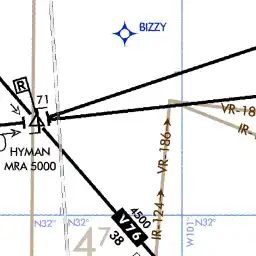 BIZZY
R
71
HYMAN
MRA 5000
VR-186
VR-18
IR-
IR-124
4500
V76
38
N32°
N32°
N32°
W101°
47